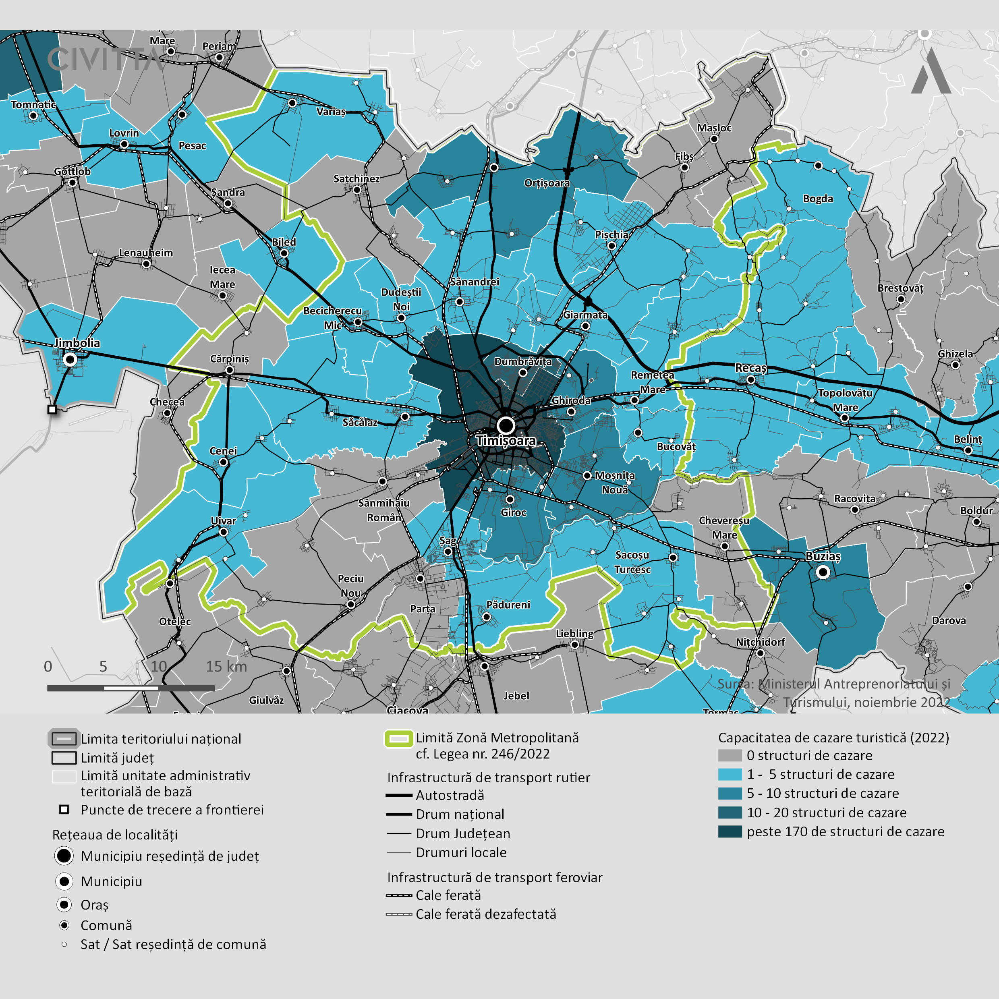 Mare
Periam
CIVITTA
Tomnatic
Variaș
Lovrin
Pesac
Mașloc
Fibș
Gottlob
Satchinez
Orțișoara
Șandra
Bogda
Biled
Pișchia
Lenauheim
Iecea
Mare
Sânandrei
Dudeștii
Noi
Brestovăț
Becicherecu
Mic
Giarmata
Jimbolia
Cărpiniș
Dumbrăvița
Ghizela
Recaș
Remetea
Mare
Checea
Ghiroda
Topolovățu
Mare
Săcălaz
Timișoara
Bucovăț
Belinț
Cenei
Moșnița
Nouă
Sânmihaiu
Român
Racovița
Giroc
Boldur
Uivar
Chevereșu
Mare
Șag
Sacoșu
Turcesc
Buziaș
Peciu
Nou
Parța
Pădureni
Otelec
Darova
Liebling
Nițchidorf
0 5 10 15 km
Giulvăz
Jebel
Sursa: Ministerul Antreprenoriatului și
Turismului, noiembrie 2022
Ciacova
Tormac
Limita teritoriului național
Limită județ
Limită unitate administrativ
teritorială de bază
Puncte de trecere a frontierei
Rețeaua de localități
Municipiu reședință de județ
Municipiu
Oraș
Comună
Sat / Sat reședință de comună
Limită Zonă Metropolitană
cf. Legea nr. 246/2022
Infrastructură de transport rutier
Autostradă
Drum național
Drum Județean
Drumuri locale
Infrastructură de transport feroviar
Cale ferată
Cale ferată dezafectată
Capacitatea de cazare turistică (2022)
0 structuri de cazare
1 - 5 structuri de cazare
5 - 10 structuri de cazare
10 - 20 structuri de cazare
peste 170 de structuri de cazare